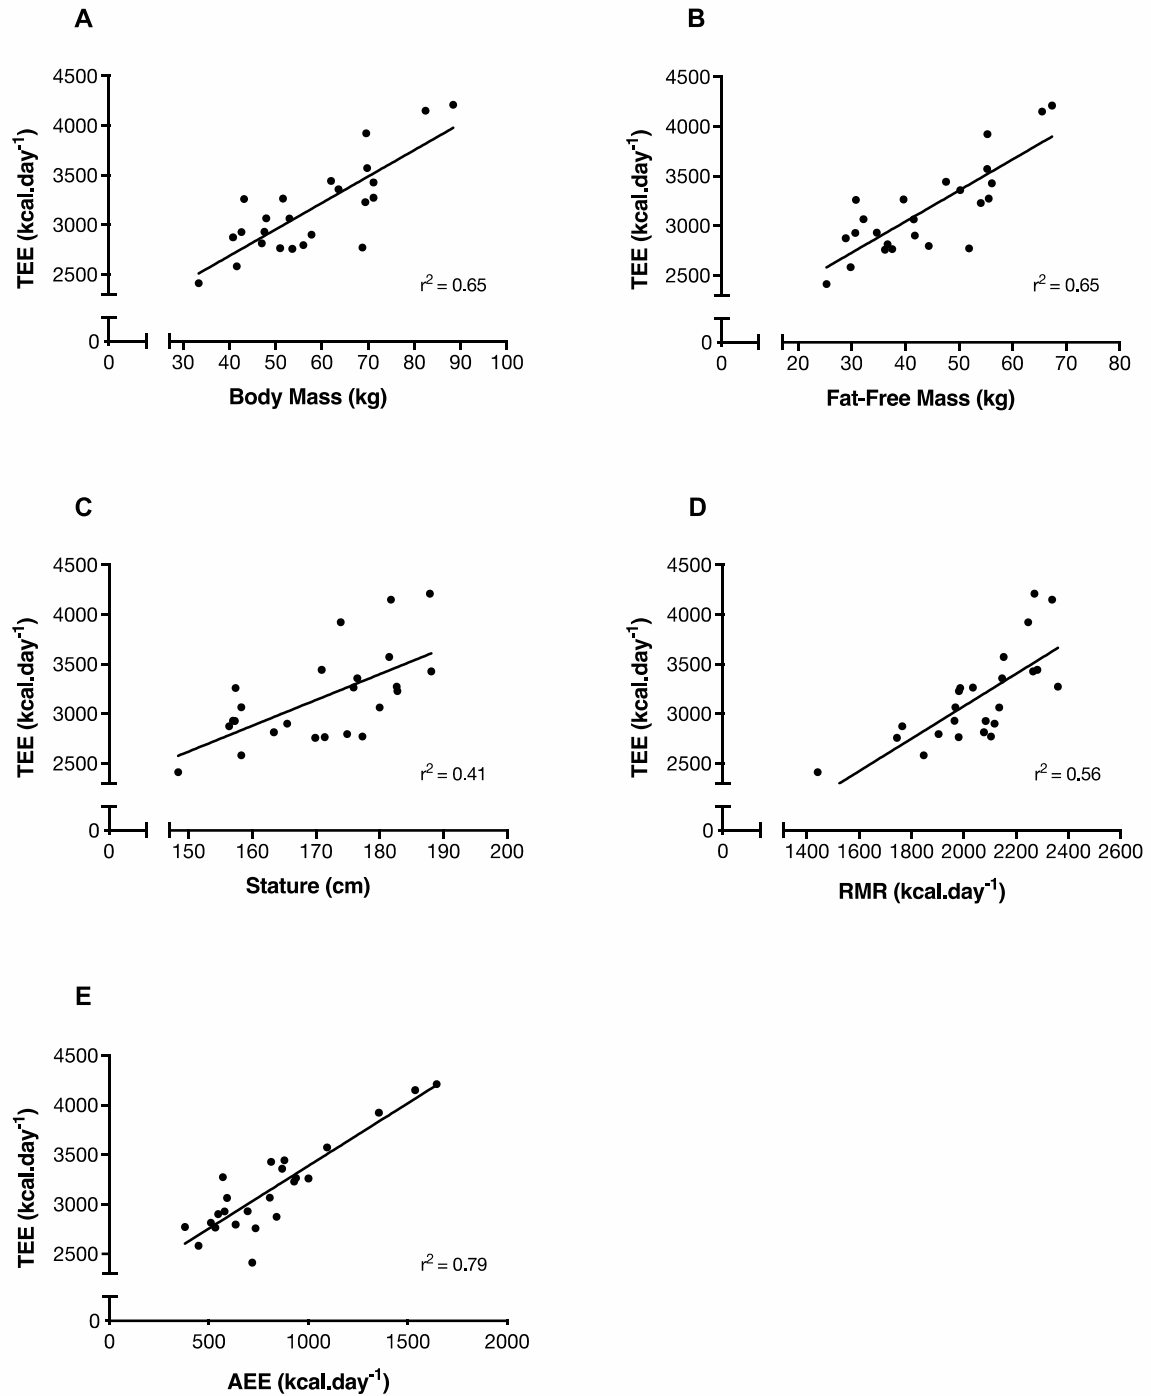 A
TEE (kcal.day⁻¹)
4500
4000
3500
3000
2500
0
r² = 0.65
0 30 40 50 60 70 80 90 100
Body Mass (kg)
B
TEE (kcal.day⁻¹)
4500
4000
3500
3000
2500
0
r² = 0.65
0 20 30 40 50 60 70 80
Fat-Free Mass (kg)
C
TEE (kcal.day⁻¹)
4500
4000
3500
3000
2500
0
r² = 0.41
0 150 160 170 180 190 200
Stature (cm)
D
TEE (kcal.day⁻¹)
4500
4000
3500
3000
2500
0
r² = 0.56
0 1400 1600 1800 2000 2200 2400 2600
RMR (kcal.day⁻¹)
E
TEE (kcal.day⁻¹)
4500
4000
3500
3000
2500
0
r² = 0.79
0 500 1000 1500 2000
AEE (kcal.day⁻¹)